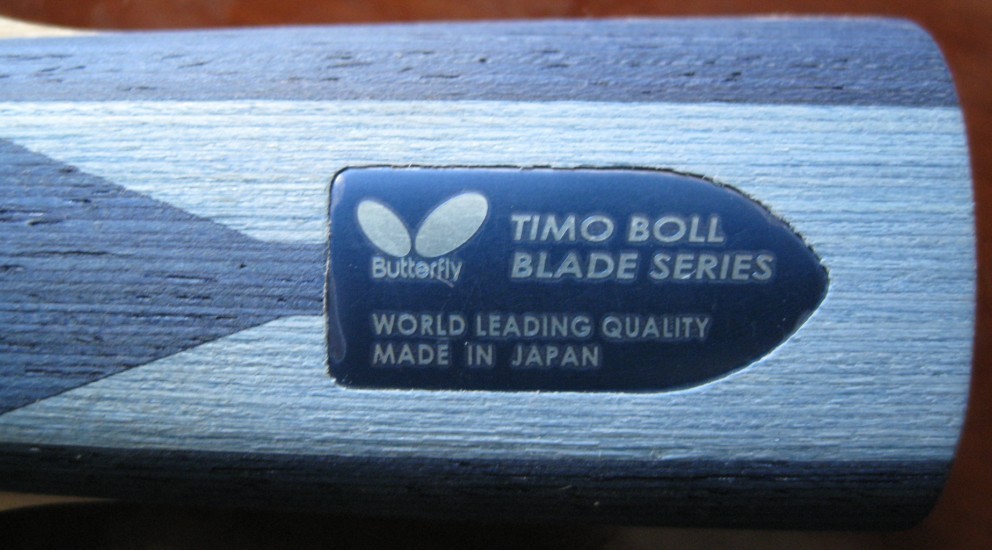 Butterfly
TIMO BOLL
BLADE SERIES
WORLD LEADING QUALITY
MADE IN JAPAN